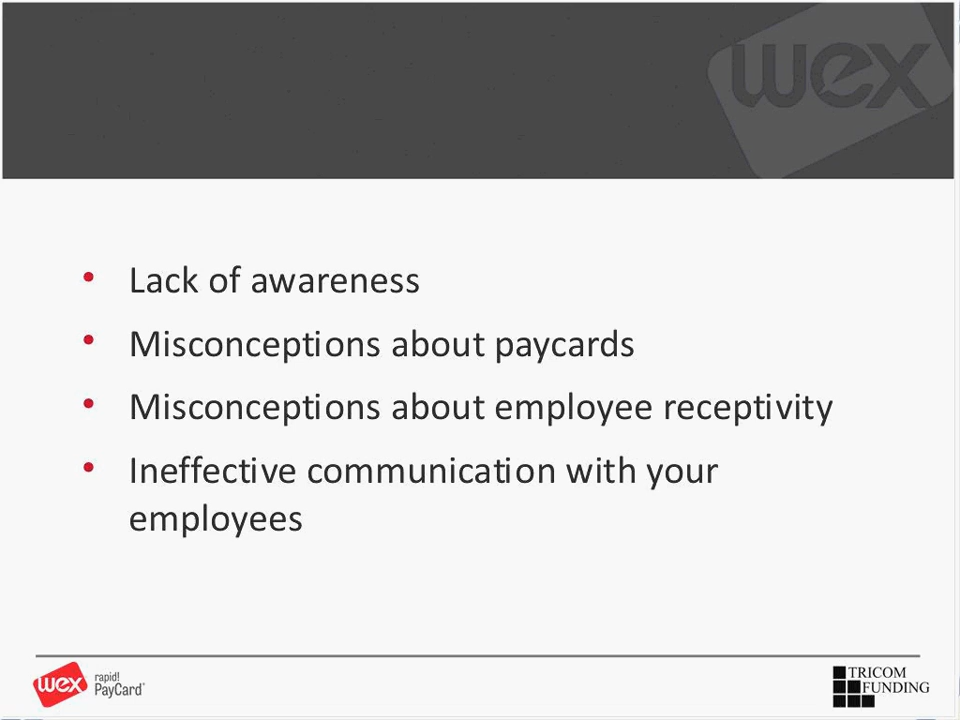 wex
• Lack of awareness
• Misconceptions about paycards
• Misconceptions about employee receptivity
• Ineffective communication with your
employees
wex rapid!
PayCard®
TRICOM
FUNDING